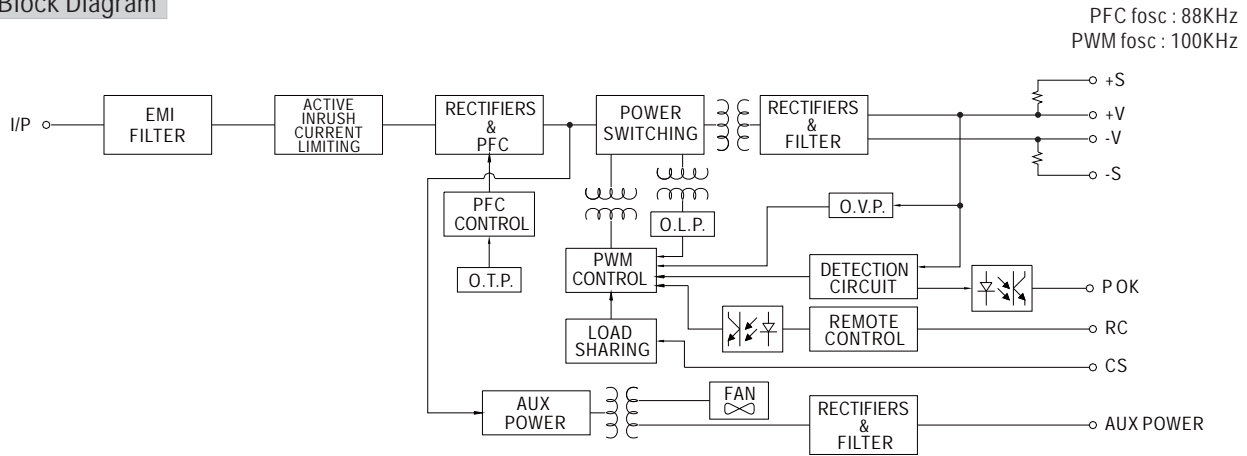 Block Diagram
PFC fosc : 88KHz
PWM fosc : 100KHz
I/P
EMI
FILTER
ACTIVE
INRUSH
CURRENT
LIMITING
RECTIFIERS
&
PFC
POWER
SWITCHING
RECTIFIERS
&
FILTER
+S
+V
-V
-S
PFC
CONTROL
O.L.P.
O.V.P.
O.T.P.
PWM
CONTROL
DETECTION
CIRCUIT
P OK
LOAD
SHARING
REMOTE
CONTROL
RC
CS
AUX
POWER
FAN
RECTIFIERS
&
FILTER
AUX POWER